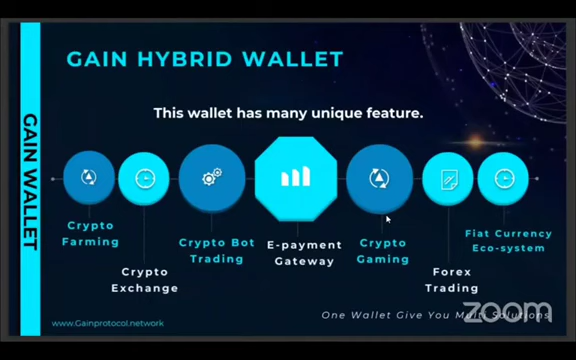 GAIN HYBRID WALLET
GAIN WALLET
This wallet has many unique feature.
Crypto
Farming
Crypto
Exchange
Crypto Bot
Trading
E-payment
Gateway
Crypto
Gaming
Forex
Trading
Fiat Currency
Eco-system
One Wallet Give You Multi Solutions
zoom
www.Gainprotocol.network